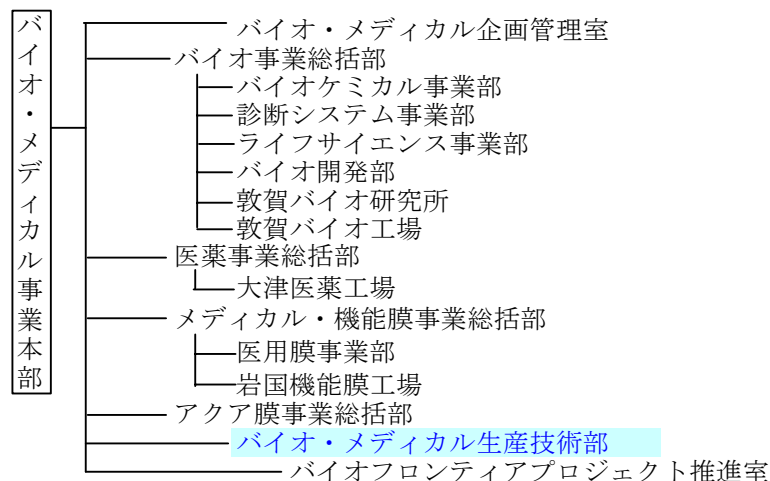 バイオ・メディカル事業本部
バイオ・メディカル企画管理室
バイオ事業総括部
バイオケミカル事業部
診断システム事業部
ライフサイエンス事業部
バイオ開発部
敦賀バイオ研究所
敦賀バイオ工場
医薬事業総括部
大津医薬工場
メディカル・機能膜事業総括部
医用膜事業部
岩国機能膜工場
アクア膜事業総括部
バイオ・メディカル生産技術部
バイオフロンティアプロジェクト推進室